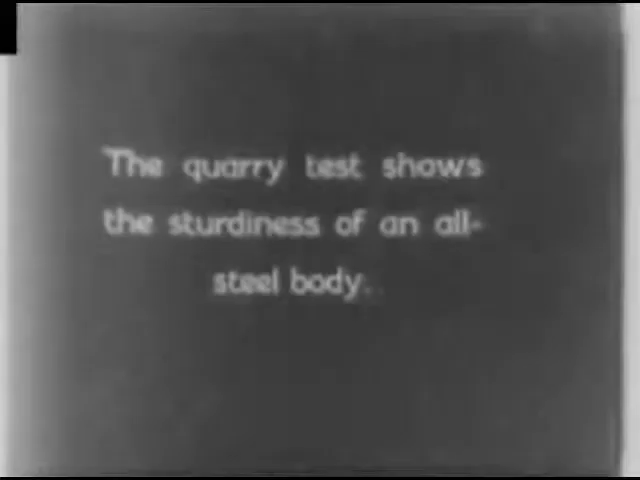 The quarry test shows
the sturdiness of an all-
steel body.